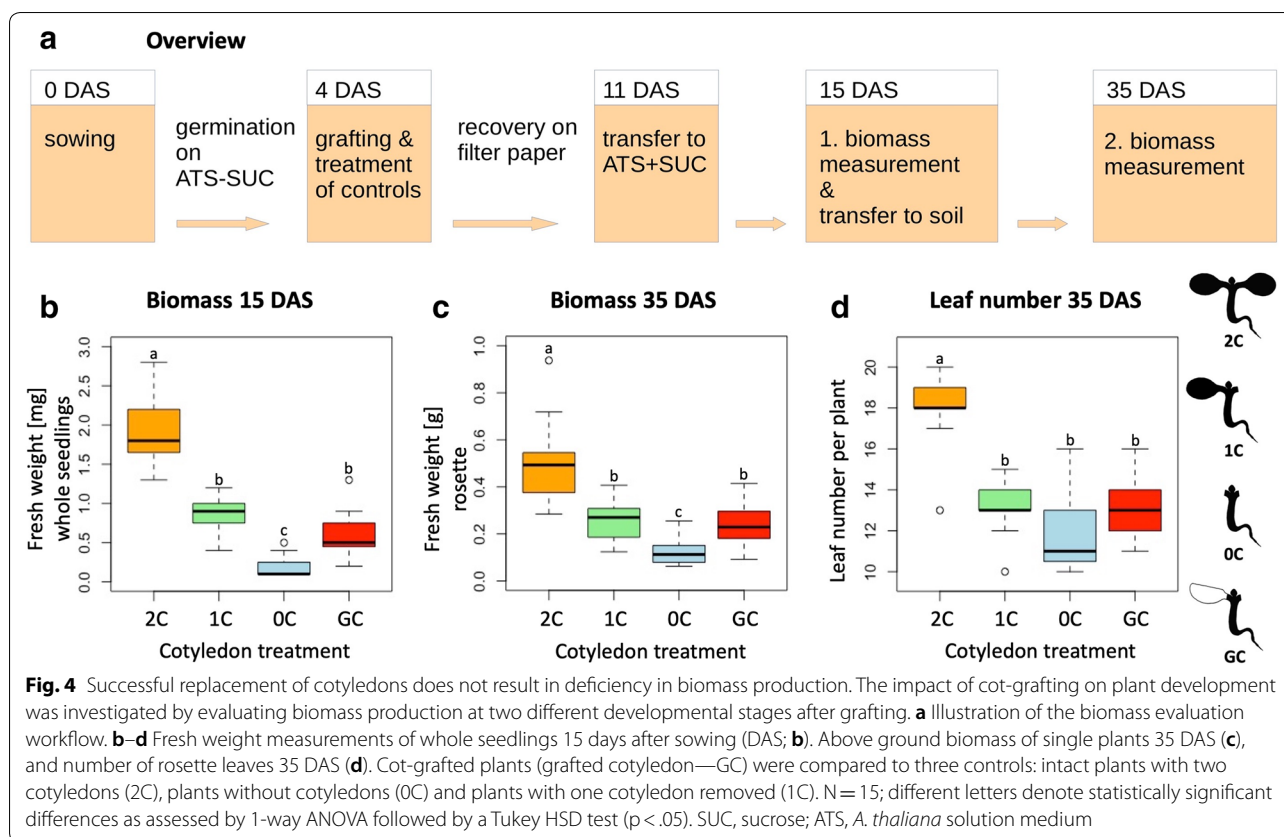 a Overview
0 DAS
sowing
germination
on
ATS-SUC
4 DAS
grafting &
treatment
of controls
recovery on
filter paper
11 DAS
transfer to
ATS+SUC
15 DAS
1. biomass
measurement
&
transfer to soil
35 DAS
2. biomass
measurement
b Biomass 15 DAS
Fresh weight [mg]
whole seedlings
3.0
2.5
2.0
1.5
1.0
0.5
0.0
a
b
c
b
2C 1C 0C GC
Cotyledon treatment
c Biomass 35 DAS
Fresh weight [g]
rosette
1.0
0.8
0.6
0.4
0.2
0.0
a
b
c
b
2C 1C 0C GC
Cotyledon treatment
d Leaf number 35 DAS
Leaf number per plant
20
18
16
14
12
10
a
b
b
b
2C 1C 0C GC
Cotyledon treatment
2C
1C
0C
GC
Fig. 4 Successful replacement of cotyledons does not result in deficiency in biomass production. The impact of cot-grafting on plant development
was investigated by evaluating biomass production at two different developmental stages after grafting. a Illustration of the biomass evaluation
workflow. b–d Fresh weight measurements of whole seedlings 15 days after sowing (DAS; b). Above ground biomass of single plants 35 DAS (c),
and number of rosette leaves 35 DAS (d). Cot-grafted plants (grafted cotyledon—GC) were compared to three controls: intact plants with two
cotyledons (2C), plants without cotyledons (0C) and plants with one cotyledon removed (1C). N = 15; different letters denote statistically significant
differences as assessed by 1-way ANOVA followed by a Tukey HSD test (p < .05). SUC, sucrose; ATS, A. thaliana solution medium